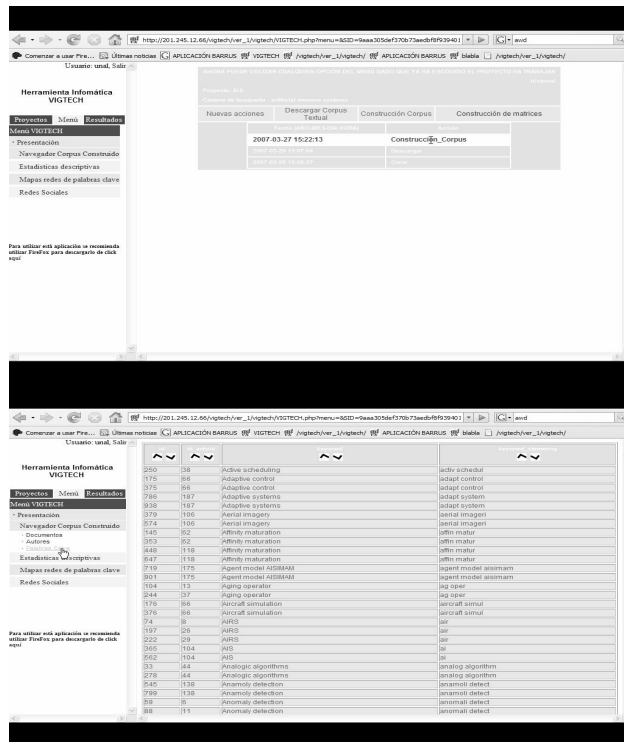 http://201.245.12.66/vigtech/ver_1/vigtech/VIGTECH.php?menu=&SID=9aaa305def370b73aedbf8f939401
awd
Comenzar a usar Fire... Últimas noticias APLICACIÓN BARRUS VIGTECH /vigtech/ver_1/vigtech/ APLICACIÓN BARRUS blabla /vigtech/ver_1/vigtech/
Usuario: unal, Salir
Herramienta Infomática
VIGTECH
Proyectos Menú Resultados
Menú VIGTECH
Presentación
Navegador Corpus Construido
Estadísticas descriptivas
Mapas redes de palabras clave
Redes Sociales
Para utilizar está aplicación se recomienda
utilizar FireFox para descargarlo de click
aquí
Nuevas acciones Descargar Corpus Textual Construcción Corpus Construcción de matrices
2007-03-27 15:22:13 Construcción_Corpus
http://201.245.12.66/vigtech/ver_1/vigtech/VIGTECH.php?menu=&SID=9aaa305def370b73aedbf8f939401
awd
Comenzar a usar Fire... Últimas noticias APLICACIÓN BARRUS VIGTECH /vigtech/ver_1/vigtech/ APLICACIÓN BARRUS blabla /vigtech/ver_1/vigtech/
Usuario: unal, Salir
Herramienta Infomática
VIGTECH
Proyectos Menú Resultados
Menú VIGTECH
Presentación
Navegador Corpus Construido
Documentos
Autores
Estadísticas descriptivas
Mapas redes de palabras clave
Redes Sociales
Para utilizar está aplicación se recomienda
utilizar FireFox para descargarlo de click
aquí
250 38 Active scheduling activ schedul
175 66 Adaptive control adapt control
375 66 Adaptive control adapt control
786 187 Adaptive systems adapt system
938 187 Adaptive systems adapt system
379 106 Aerial imagery aerial imageri
574 106 Aerial imagery aerial imageri
145 52 Affinity maturation affin matur
353 52 Affinity maturation affin matur
448 118 Affinity maturation affin matur
647 118 Affinity maturation affin matur
719 175 Agent model AISIMAM agent model aisimam
901 175 Agent model AISIMAM agent model aisimam
104 13 Aging operator ag oper
244 37 Aging operator ag oper
176 66 Aircraft simulation aircraft simul
376 66 Aircraft simulation aircraft simul
74 8 AIRS air
197 26 AIRS air
222 29 AIRS air
365 104 AIS ai
562 104 AIS ai
33 44 Analogic algorithms analog algorithm
278 44 Analogic algorithms analog algorithm
545 138 Anamoly detection anamoli detect
799 138 Anamoly detection anamoli detect
59 6 Anomaly detection anomali detect
88 11 Anomaly detection anomali detect